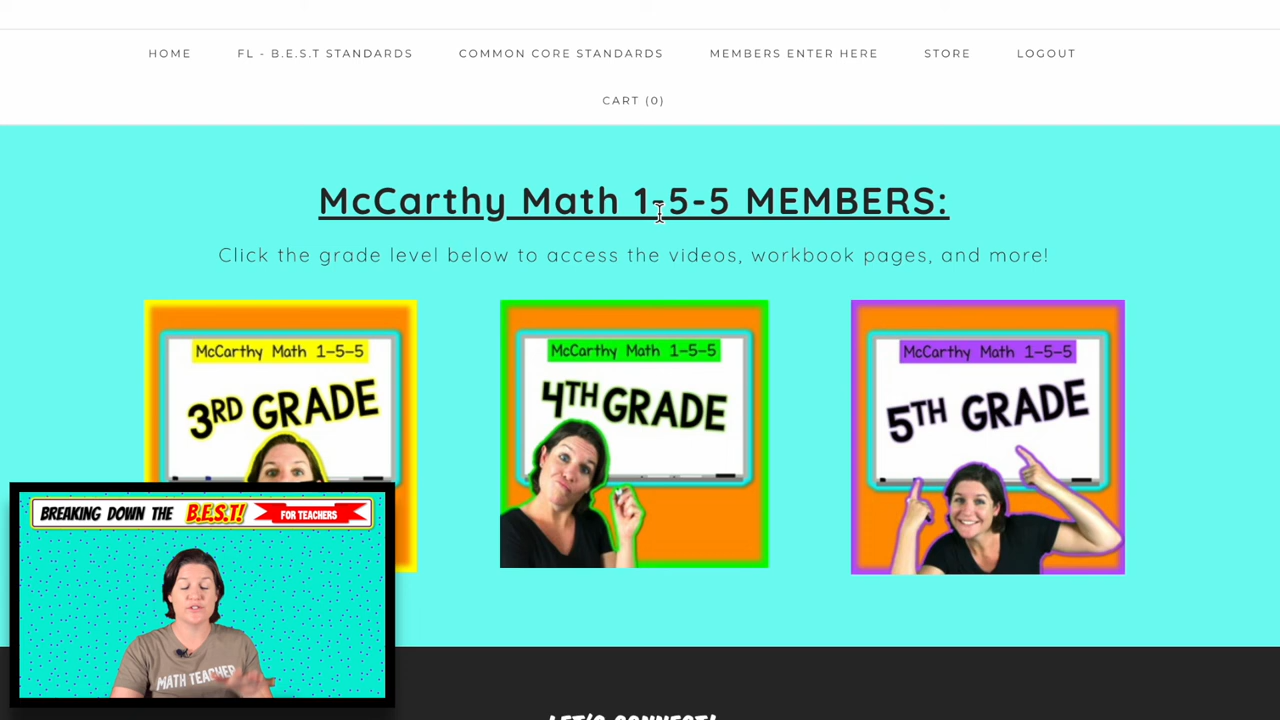 HOME FL - B.E.S.T STANDARDS COMMON CORE STANDARDS MEMBERS ENTER HERE STORE LOGOUT
CART (0)
McCarthy Math 1-5-5 MEMBERS:
Click the grade level below to access the videos, workbook pages, and more!
McCarthy Math 1-5-5
3RD GRADE
McCarthy Math 1-5-5
4TH GRADE
McCarthy Math 1-5-5
5TH GRADE
BREAKING DOWN THE B.E.S.T! FOR TEACHERS
MATH TEACHER
LET'S CONNECT!